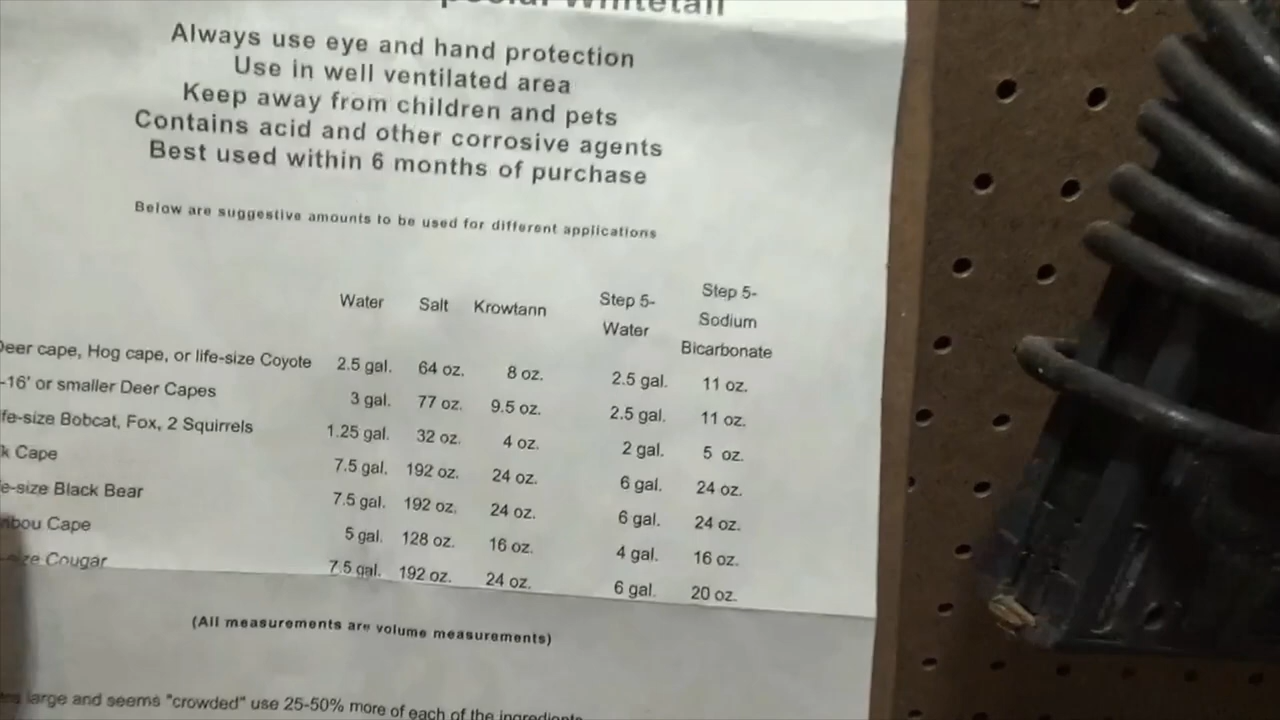 Special Whitetail
Always use eye and hand protection
Use in well ventilated area
Keep away from children and pets
Contains acid and other corrosive agents
Best used within 6 months of purchase
Below are suggestive amounts to be used for different applications
Water Salt Krowtann Step 5-Water Step 5-Sodium Bicarbonate
Deer cape, Hog cape, or life-size Coyote 2.5 gal. 64 oz. 8 oz. 2.5 gal. 11 oz.
-16' or smaller Deer Capes 3 gal. 77 oz. 9.5 oz. 2.5 gal. 11 oz.
fe-size Bobcat, Fox, 2 Squirrels 1.25 gal. 32 oz. 4 oz. 2 gal. 5 oz.
k Cape 7.5 gal. 192 oz. 24 oz. 6 gal. 24 oz.
e-size Black Bear 7.5 gal. 192 oz. 24 oz. 6 gal. 24 oz.
ibou Cape 5 gal. 128 oz. 16 oz. 4 gal. 16 oz.
ze Cougar 7.5 gal. 192 oz. 24 oz. 6 gal. 20 oz.
(All measurements are volume measurements)
large and seems "crowded" use 25-50% more of each of the ingredients